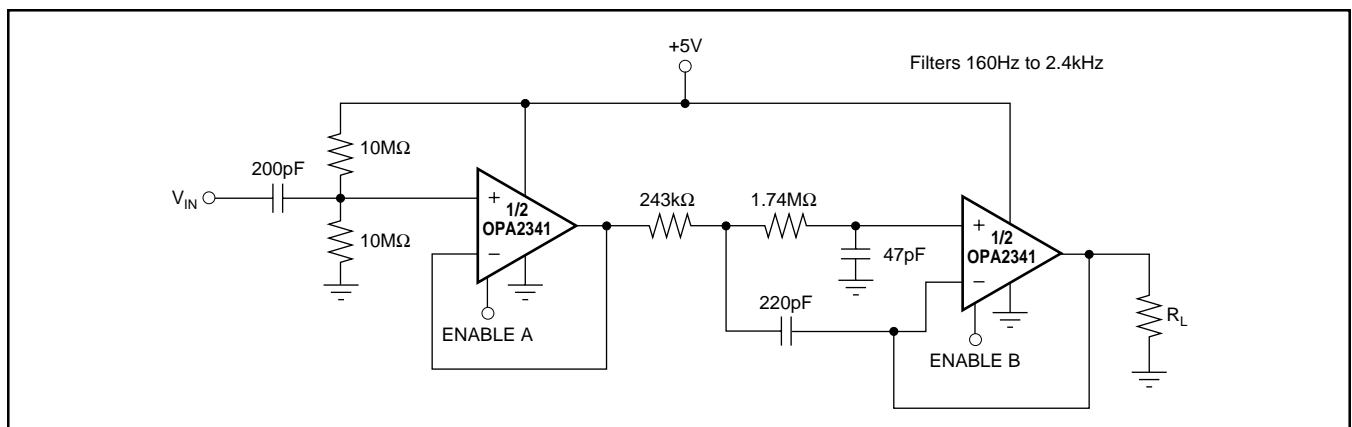 +5V
Filters 160Hz to 2.4kHz
10MΩ
200pF
V_IN
10MΩ
+
1/2
OPA2341
−
ENABLE A
243kΩ
1.74MΩ
47pF
220pF
+
1/2
OPA2341
−
ENABLE B
R_L